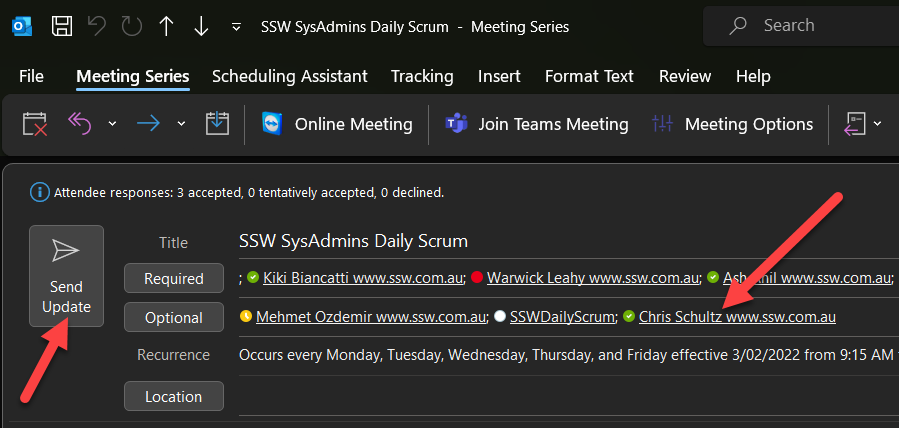 SSW SysAdmins Daily Scrum - Meeting Series
Search
File Meeting Series Scheduling Assistant Tracking Insert Format Text Review Help
Online Meeting Join Teams Meeting Meeting Options
Attendee responses: 3 accepted, 0 tentatively accepted, 0 declined.
Send Update
Title SSW SysAdmins Daily Scrum
Required ; Kiki Biancatti www.ssw.com.au; Warwick Leahy www.ssw.com.au; www.ssw.com.au;
Optional Mehmet Ozdemir www.ssw.com.au; SSWDailyScrum; Chris Schultz www.ssw.com.au
Recurrence Occurs every Monday, Tuesday, Wednesday, Thursday, and Friday effective 3/02/2022 from 9:15 AM
Location